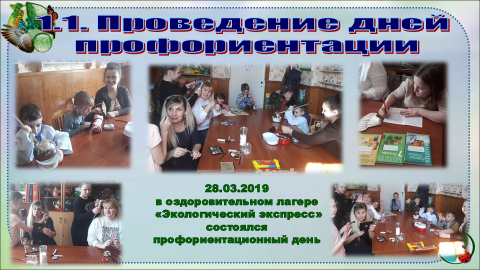 1.1. Проведение дней
профориентации
28.03.2019
в оздоровительном лагере
«Экологический экспресс»
состоялся
профориентационный день